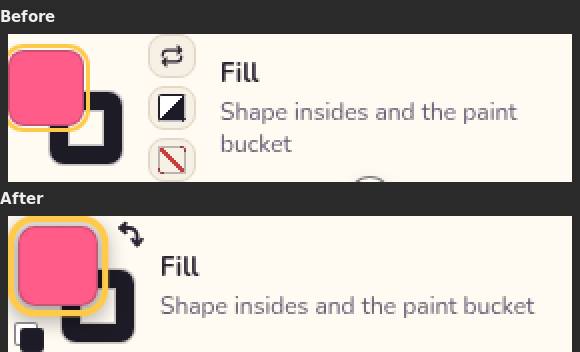 Before
Fill
Shape insides and the paint
bucket
After
Fill
Shape insides and the paint bucket